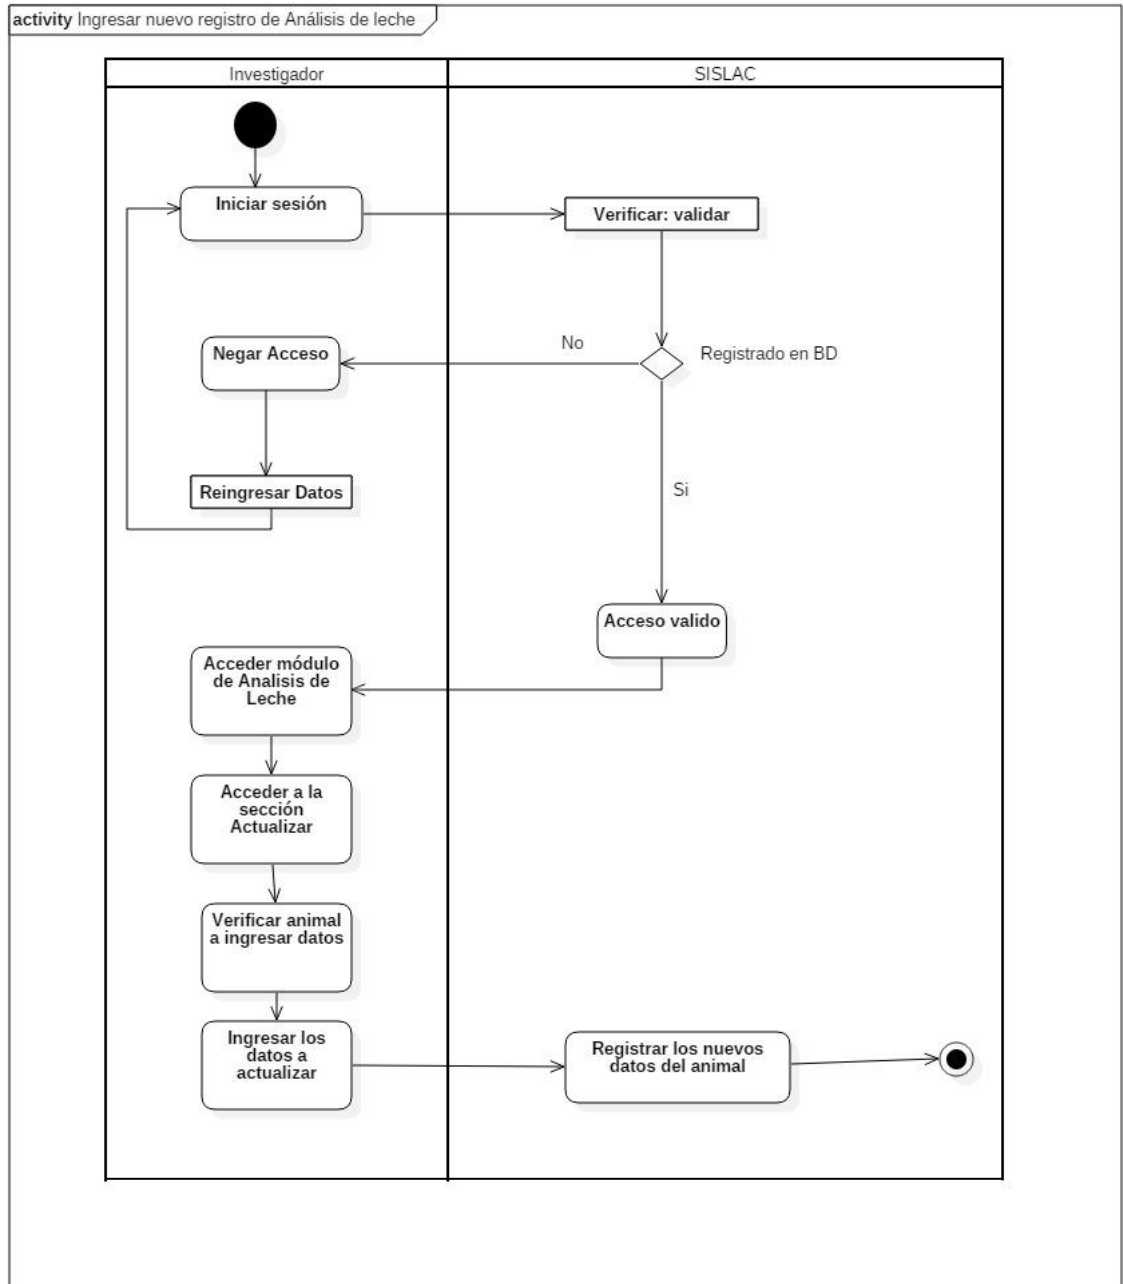 activity Ingresar nuevo registro de Análisis de leche
Investigador
SISLAC
Iniciar sesión
Verificar: validar
Negar Acceso
No
Registrado en BD
Reingresar Datos
Si
Acceso valido
Acceder módulo
de Analisis de
Leche
Acceder a la
sección
Actualizar
Verificar animal
a ingresar datos
Ingresar los
datos a
actualizar
Registrar los nuevos
datos del animal